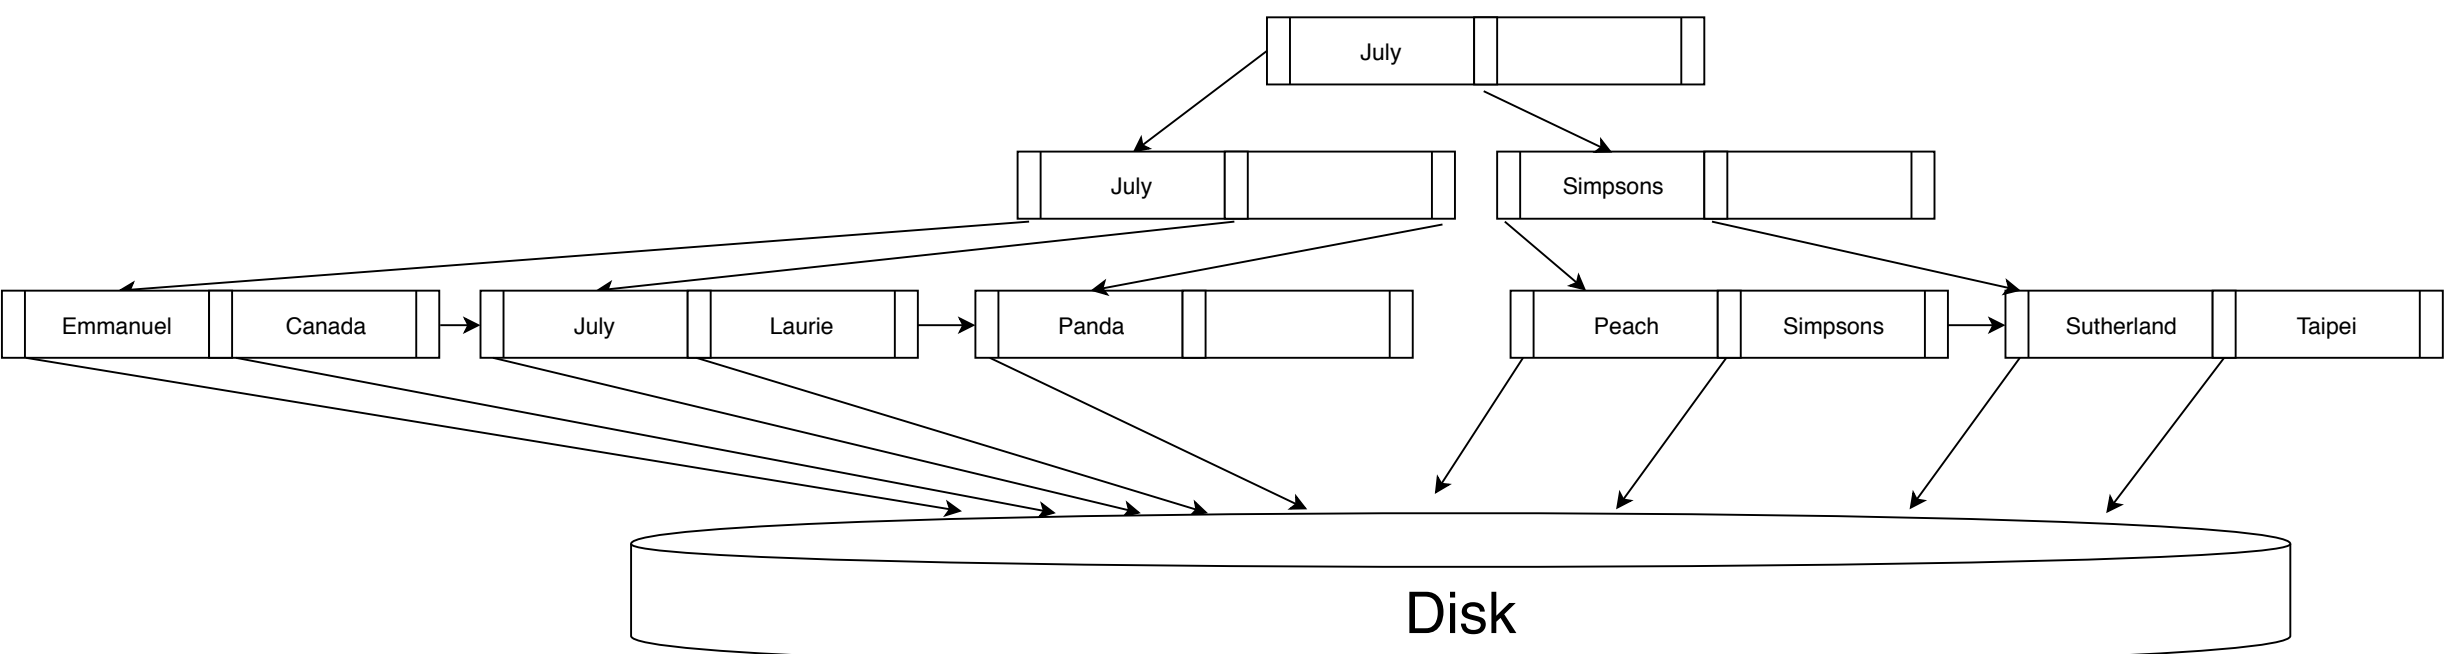 July
July
Simpsons
Emmanuel
Canada
July
Laurie
Panda
Peach
Simpsons
Sutherland
Taipei
Disk